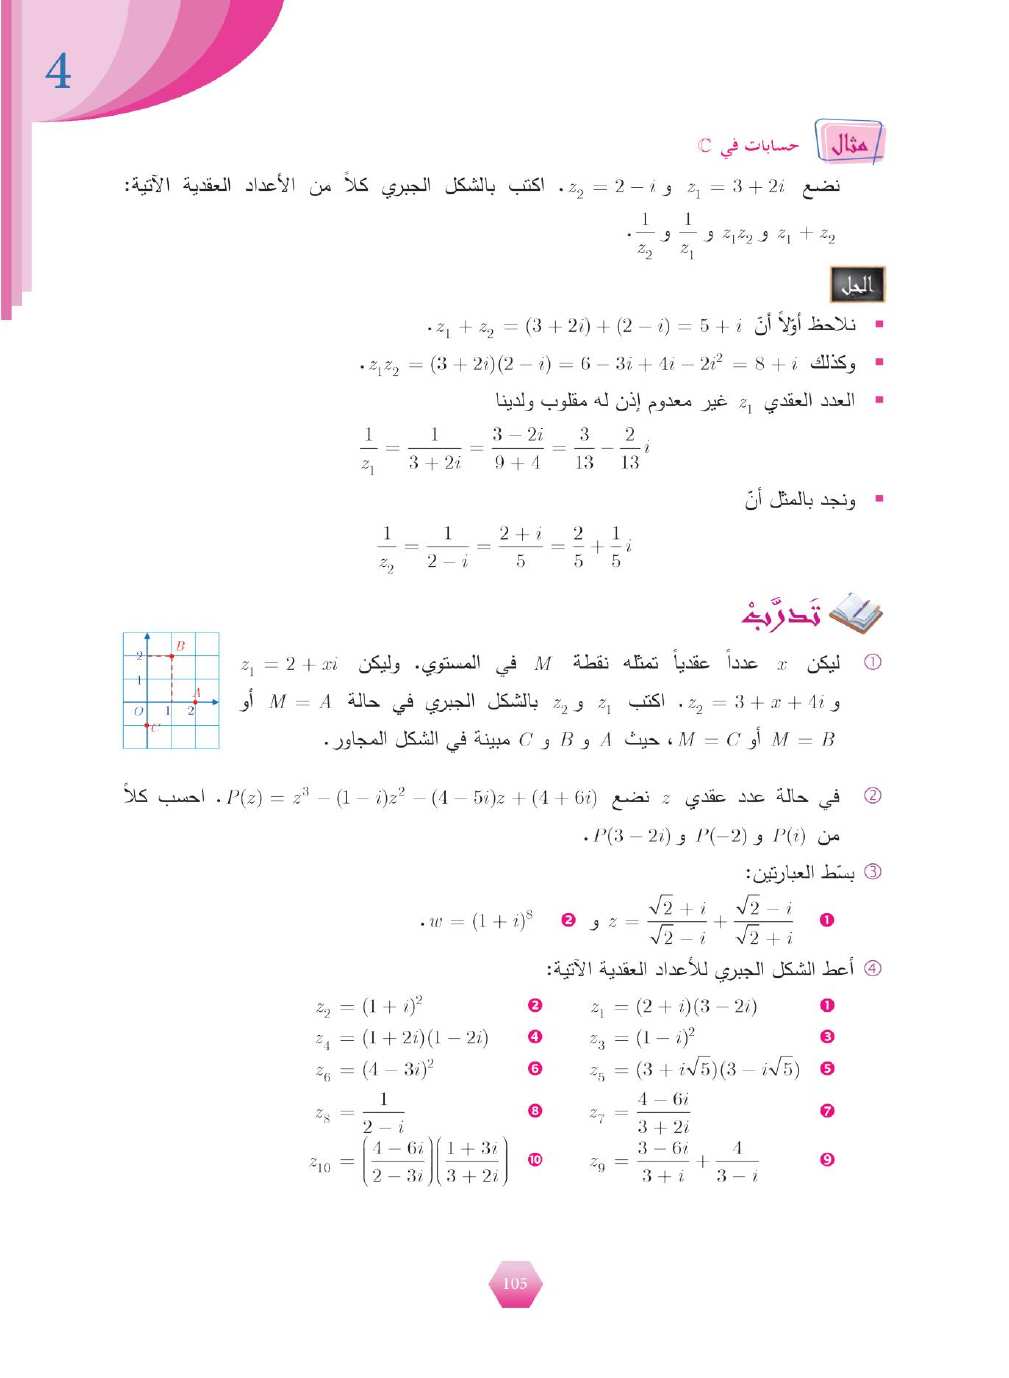 4
مثال حسابات في ℂ
نضع z₁ = 3 + 2i و z₂ = 2 − i. اكتب بالشكل الجبري كلاً من الأعداد العقدية الآتية:
z₁ + z₂ و z₁z₂ و 1/z₁ و 1/z₂.
الحل
▪ نلاحظ أوّلاً أنّ z₁ + z₂ = (3 + 2i) + (2 − i) = 5 + i.
▪ وكذلك z₁z₂ = (3 + 2i)(2 − i) = 6 − 3i + 4i − 2i² = 8 + i.
▪ العدد العقدي z₁ غير معدوم إذن له مقلوب ولدينا
1/z₁ = 1/(3 + 2i) = (3 − 2i)/(9 + 4) = 3/13 − 2/13 i
▪ ونجد بالمثل أنّ
1/z₂ = 1/(2 − i) = (2 + i)/5 = 2/5 + 1/5 i
تَدرَّبْ
① ليكن x عدداً عقدياً تمثله نقطة M في المستوي. وليكن z₁ = 2 + xi
و z₂ = 3 + x + 4i. اكتب z₁ و z₂ بالشكل الجبري في حالة M = A أو
M = B أو M = C، حيث A و B و C مبينة في الشكل المجاور.
2 B
1 A
O 1 2
C
② في حالة عدد عقدي z نضع P(z) = z³ − (1 − i)z² − (4 − 5i)z + (4 + 6i). احسب كلاً
من P(i) و P(−2) و P(3 − 2i).
③ بسّط العبارتين:
❶ z = (√2 + i)/(√2 − i) + (√2 − i)/(√2 + i) و ❷ w = (1 + i)⁸.
④ أعط الشكل الجبري للأعداد العقدية الآتية:
❶ z₁ = (2 + i)(3 − 2i) ❷ z₂ = (1 + i)²
❸ z₃ = (1 − i)² ❹ z₄ = (1 + 2i)(1 − 2i)
❺ z₅ = (3 + i√5)(3 − i√5) ❻ z₆ = (4 − 3i)²
❼ z₇ = (4 − 6i)/(3 + 2i) ❽ z₈ = 1/(2 − i)
❾ z₉ = (3 − 6i)/(3 + i) + 4/(3 − i) ❿ z₁₀ = ((4 − 6i)/(2 − 3i))((1 + 3i)/(3 + 2i))
105